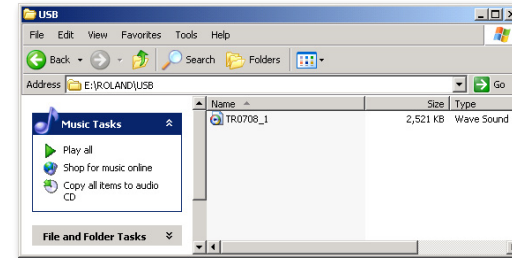 USB
File Edit View Favorites Tools Help
Back Search Folders
Address E:\ROLAND\USB Go
Name Size Type
TR0708_1 2,521 KB Wave Sound
Music Tasks
Play all
Shop for music online
Copy all items to audio
CD
File and Folder Tasks